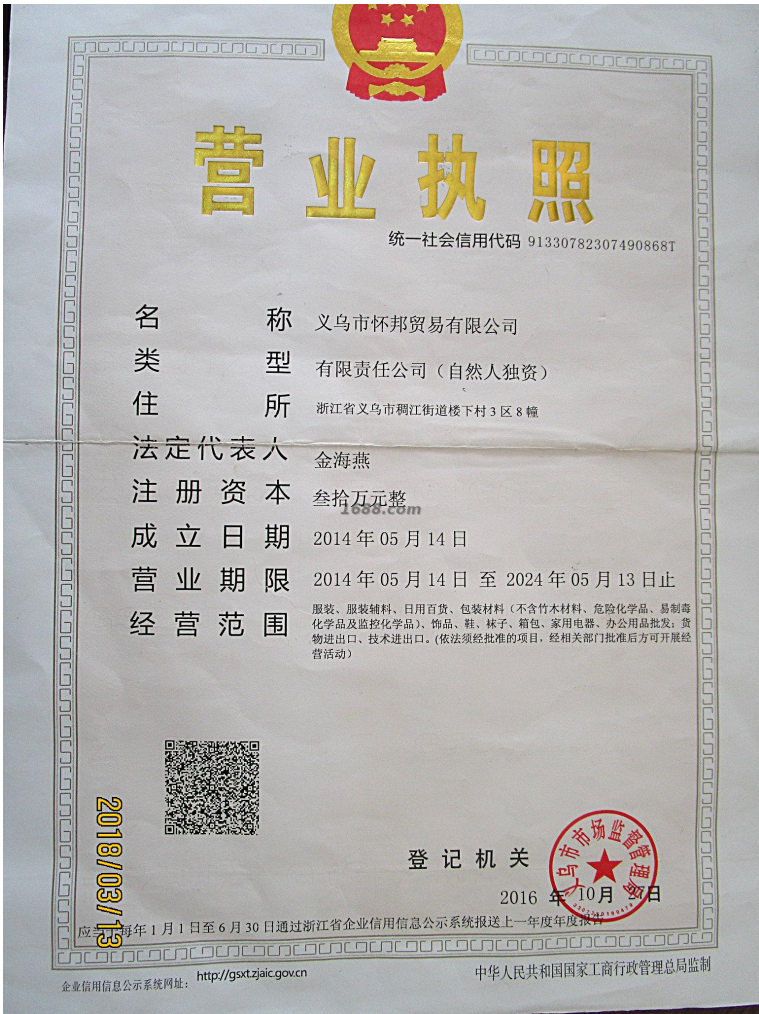 营业执照
统一社会信用代码 91330782307490868T
名称 义乌市怀邦贸易有限公司
类型 有限责任公司（自然人独资）
住所 浙江省义乌市稠江街道楼下村3区8幢
法定代表人 金海燕
注册资本 叁拾万元整
1688.com
成立日期 2014年05月14日
营业期限 2014年05月14日 至 2024年05月13日止
经营范围 服装、服装辅料、日用百货、包装材料（不含竹木材料、危险化学品、易制毒
化学品及监控化学品）、饰品、鞋、袜子、箱包、家用电器、办公用品批发；货
物进出口、技术进出口。(依法须经批准的项目，经相关部门批准后方可开展经
营活动）
2018/03/13
登记机关
义乌市市场监督管理局
2016 年 10月 27日
应当 每年1月1日至6月30日通过浙江省企业信用信息公示系统报送上一年度年度报告
企业信用信息公示系统网址： http://gsxt.zjaic.gov.cn
中华人民共和国国家工商行政管理总局监制